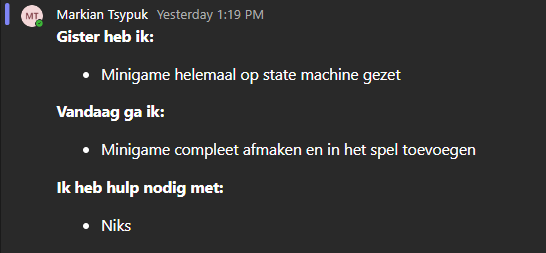 MT Markian Tsypuk Yesterday 1:19 PM
Gister heb ik:
• Minigame helemaal op state machine gezet
Vandaag ga ik:
• Minigame compleet afmaken en in het spel toevoegen
Ik heb hulp nodig met:
• Niks